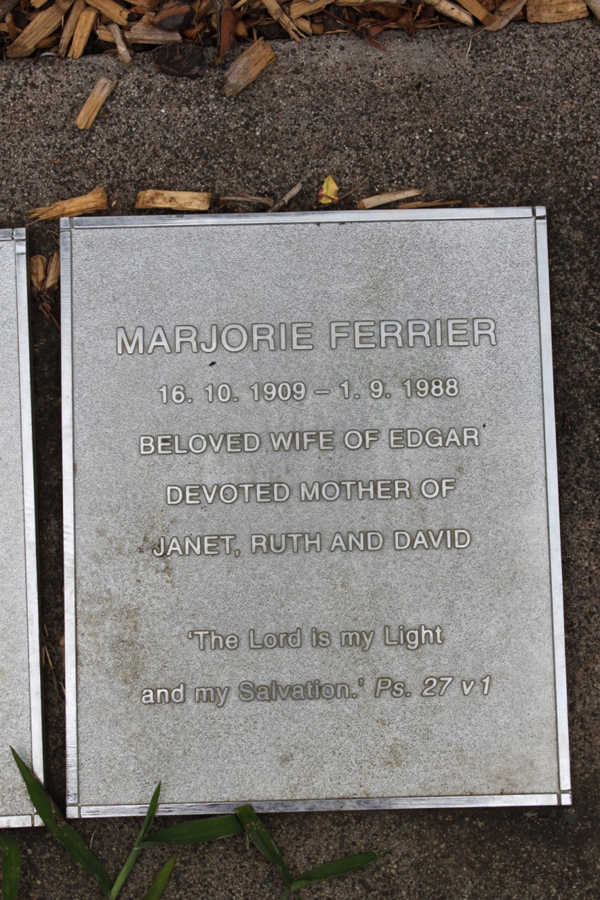 MARJORIE FERRIER
16. 10. 1909 – 1. 9. 1988
BELOVED WIFE OF EDGAR
DEVOTED MOTHER OF
JANET, RUTH AND DAVID
‘The Lord is my Light
and my Salvation.’ Ps. 27 v 1